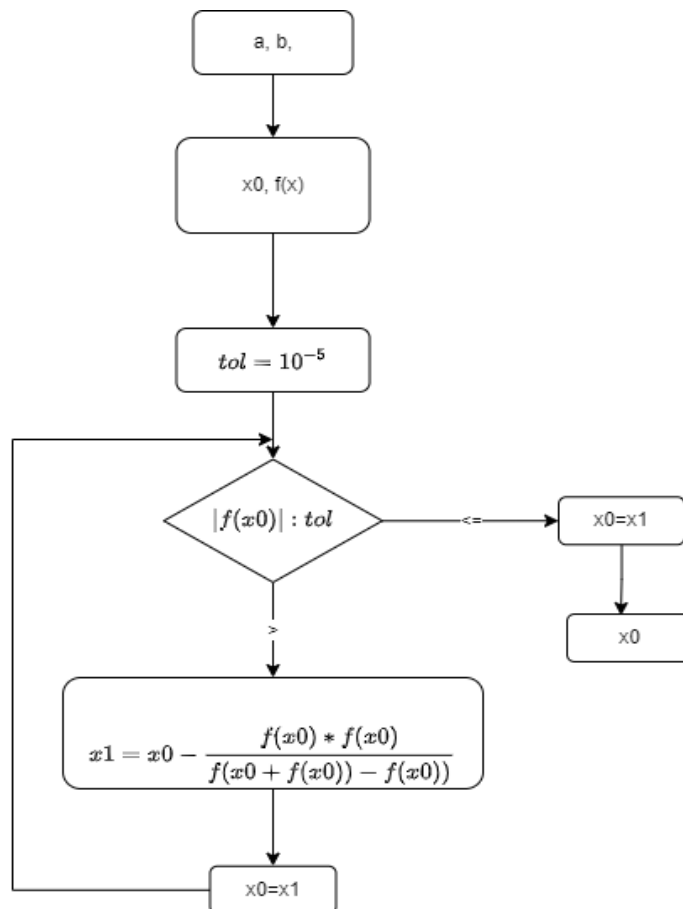 a, b,
x0, f(x)
tol = 10^{-5}
|f(x0)| : tol
<=
x0=x1
x0
>
x1 = x0 - \frac{f(x0) * f(x0)}{f(x0 + f(x0)) - f(x0))}
x0=x1